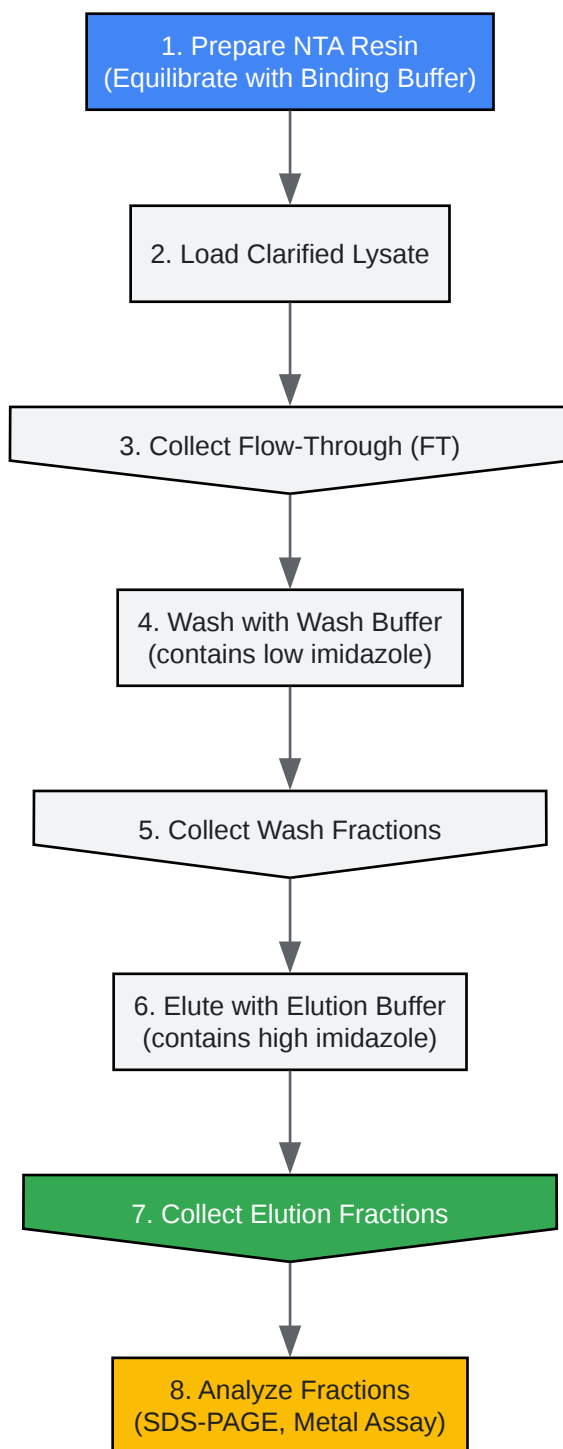 1. Prepare NTA Resin
(Equilibrate with Binding Buffer)
2. Load Clarified Lysate
3. Collect Flow-Through (FT)
4. Wash with Wash Buffer
(contains low imidazole)
5. Collect Wash Fractions
6. Elute with Elution Buffer
(contains high imidazole)
7. Collect Elution Fractions
8. Analyze Fractions
(SDS-PAGE, Metal Assay)